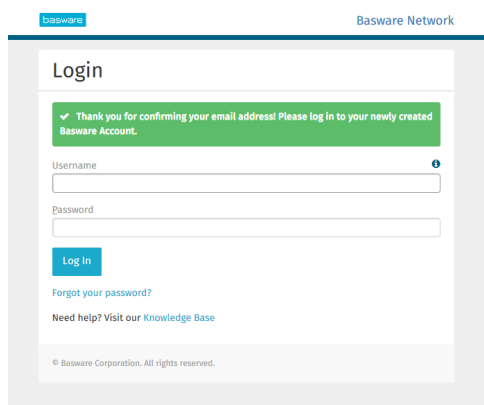 basware
Basware Network
Login
✔ Thank you for confirming your email address! Please log in to your newly created
Basware Account.
Username
Password
Log In
Forgot your password?
Need help? Visit our Knowledge Base
© Basware Corporation. All rights reserved.